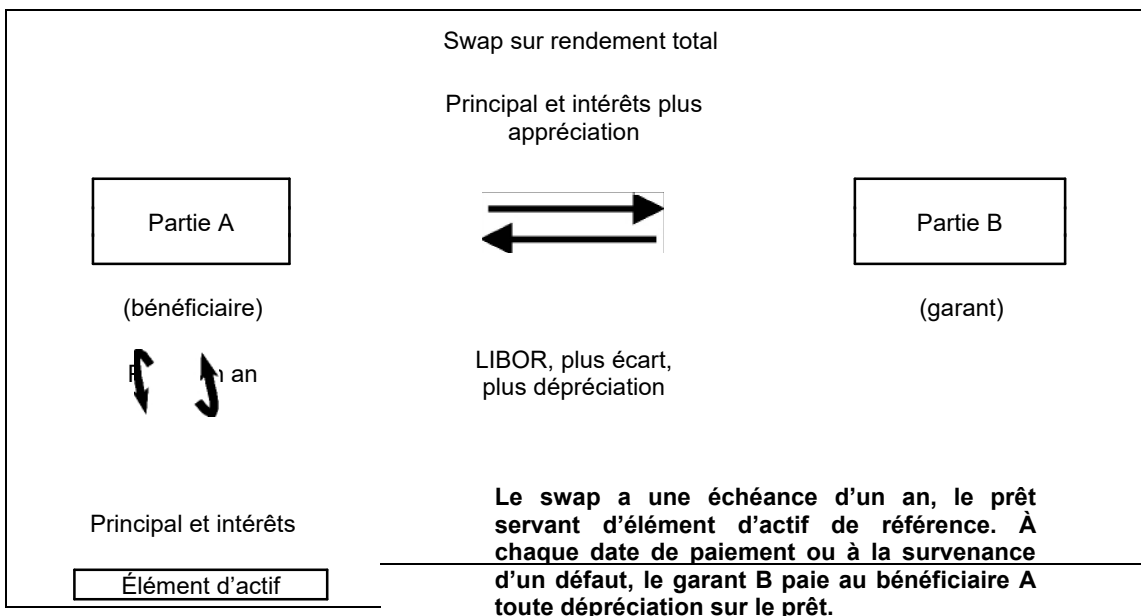 Swap sur rendement total
Principal et intérêts plus
appréciation
Partie A
Partie B
(bénéficiaire)
(garant)
an
LIBOR, plus écart,
plus dépréciation
Principal et intérêts
Élément d'actif
Le swap a une échéance d'un an, le prêt
servant d'élément d'actif de référence. À
chaque date de paiement ou à la survenance
d'un défaut, le garant B paie au bénéficiaire A
toute dépréciation sur le prêt.